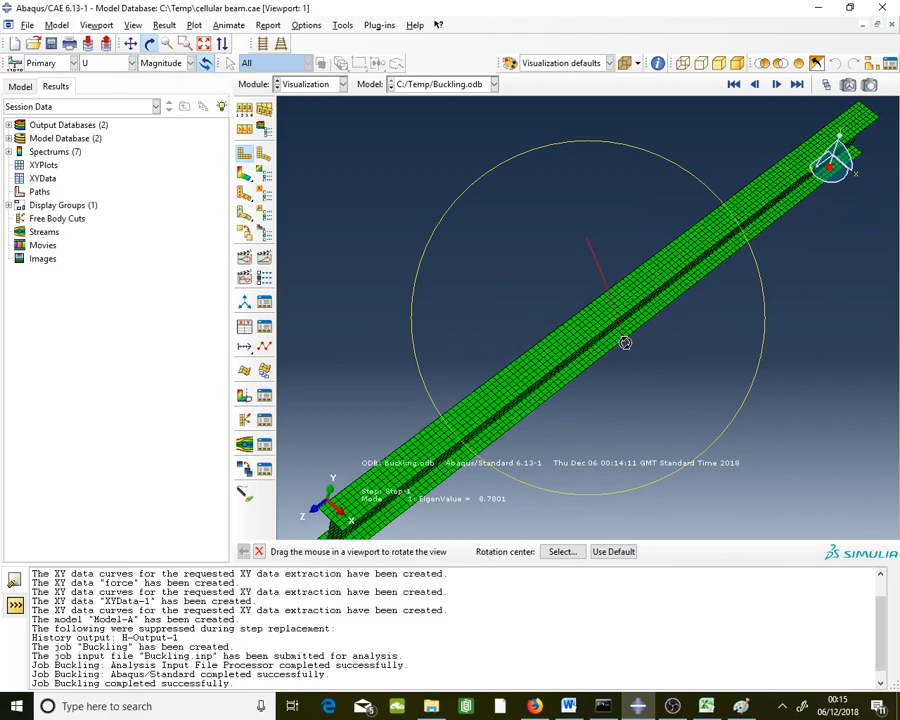 Abaqus/CAE 6.13-1 - Model Database: C:\Temp\cellular beam.cae [Viewport: 1]
File Model Viewport View Result Plot Animate Report Options Tools Plug-ins Help
Primary U Magnitude All Visualization defaults
Model Results Module: Visualization Model: C:/Temp/Buckling.odb
Session Data
Output Databases (2)
Model Database (2)
Spectrums (7)
XYPlots
XYData
Paths
Display Groups (1)
Free Body Cuts
Streams
Movies
Images
X
ODB: Buckling.odb Abaqus/Standard 6.13-1 Thu Dec 06 00:14:11 GMT Standard Time 2018
Y
Step: Step-1
Mode 1: EigenValue = 8.7801
Z X
Drag the mouse in a viewport to rotate the view Rotation center: Select... Use Default
SIMULIA
The XY data curves for the requested XY data extraction have been created.
The XY data "force" has been created.
The XY data curves for the requested XY data extraction have been created.
The XY data "XYData-1" has been created.
The XY data curves for the requested XY data extraction have been created.
The model "Model-A" has been created.
The following were suppressed during step replacement:
History output: H-Output-1
The job "Buckling" has been created.
The job input file "Buckling.inp" has been submitted for analysis.
Job Buckling: Analysis Input File Processor completed successfully.
Job Buckling: Abaqus/Standard completed successfully.
Job Buckling completed successfully.
Type here to search
00:15
06/12/2018